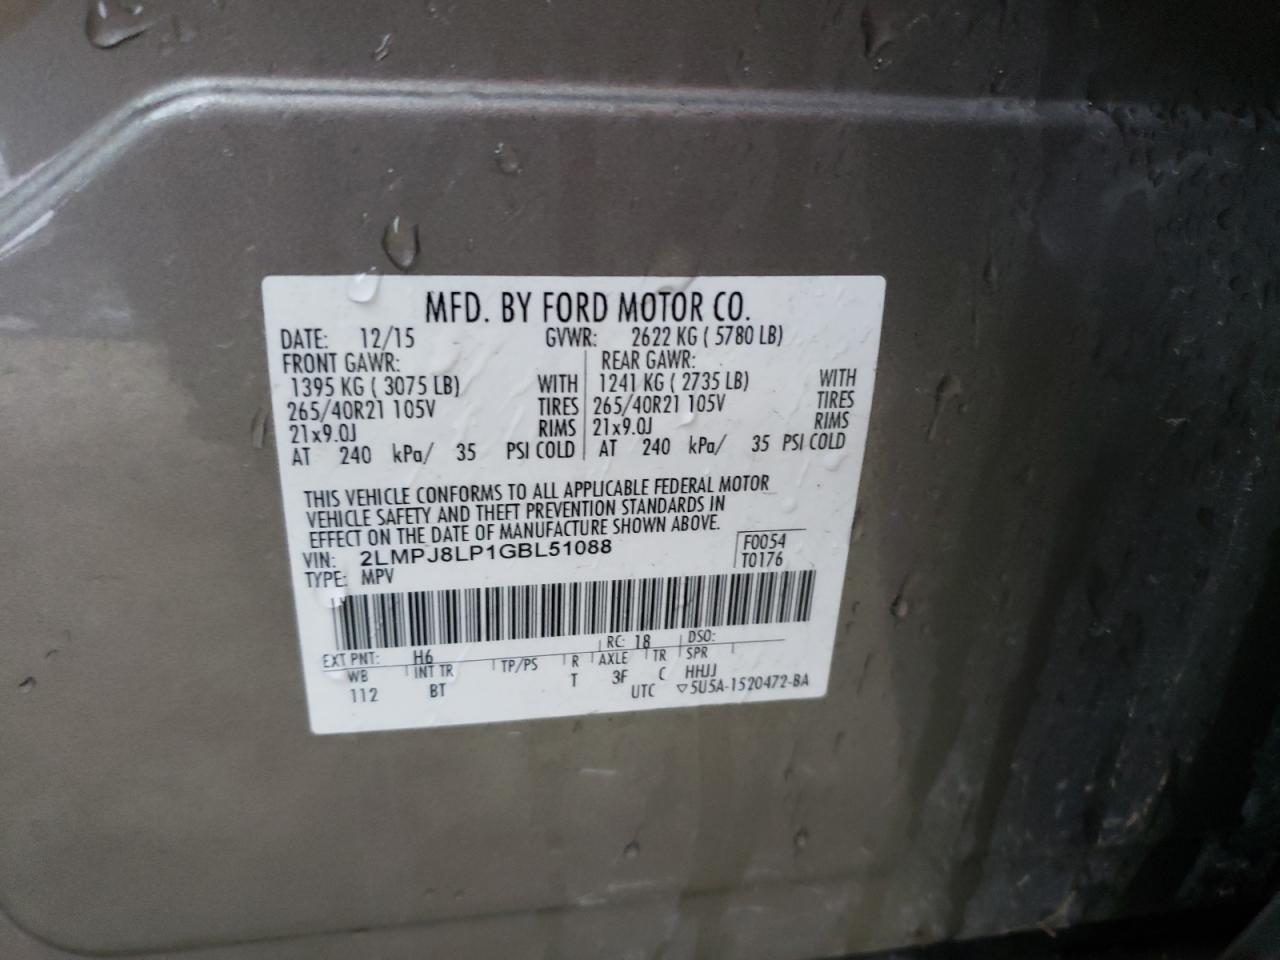 MFD. BY FORD MOTOR CO.
DATE: 12/15 GVWR: 2622 KG ( 5780 LB)
FRONT GAWR: REAR GAWR:
1395 KG ( 3075 LB) WITH 1241 KG ( 2735 LB) WITH
265/40R21 105V TIRES 265/40R21 105V TIRES
21x9.0J RIMS 21x9.0J RIMS
AT 240 kPa/ 35 PSI COLD AT 240 kPa/ 35 PSI COLD
THIS VEHICLE CONFORMS TO ALL APPLICABLE FEDERAL MOTOR
VEHICLE SAFETY AND THEFT PREVENTION STANDARDS IN
EFFECT ON THE DATE OF MANUFACTURE SHOWN ABOVE.
VIN: 2LMPJ8LP1GBL51088 F0054
TYPE: MPV T0176
EXT PNT: H6 RC: 18 DSO:
WB INT TR TP/PS R AXLE TR SPR
112 BT T 3F C HHJJ
UTC ▽5U5A-1520472-BA